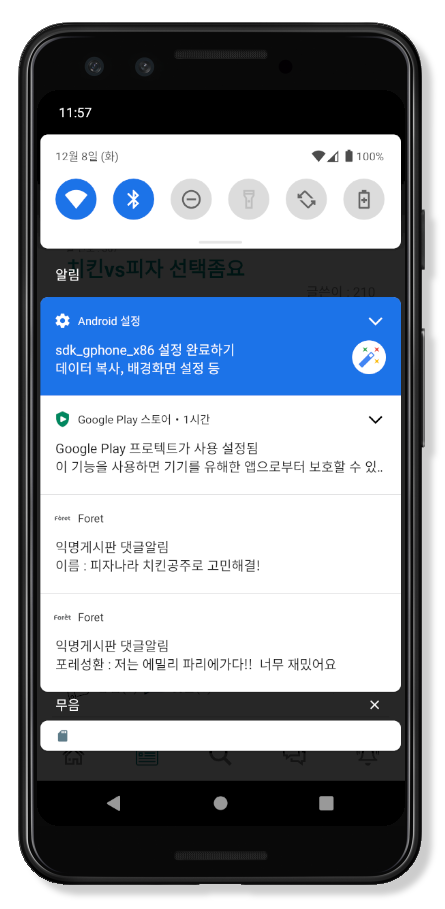 11:57
12월 8일 (화)
100%
치킨vs피자 선택좀요
글쓴이 : 210
알림
Android 설정
sdk_gphone_x86 설정 완료하기
데이터 복사, 배경화면 설정 등
Google Play 스토어 • 1시간
Google Play 프로텍트가 사용 설정됨
이 기능을 사용하면 기기를 유해한 앱으로부터 보호할 수 있..
Foret Foret
익명게시판 댓글알림
이름 : 피자나라 치킨공주로 고민해결!
Forêt Foret
익명게시판 댓글알림
포레성환 : 저는 에밀리 파리에가다!! 너무 재밌어요
무음